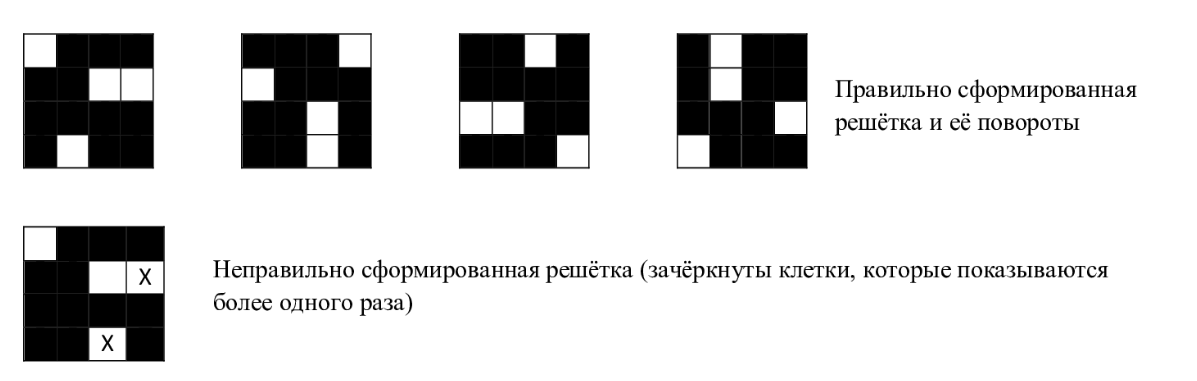 Правильно сформированная
решётка и её повороты
X
Неправильно сформированная решётка (зачёркнуты клетки, которые показываются
более одного раза)
X